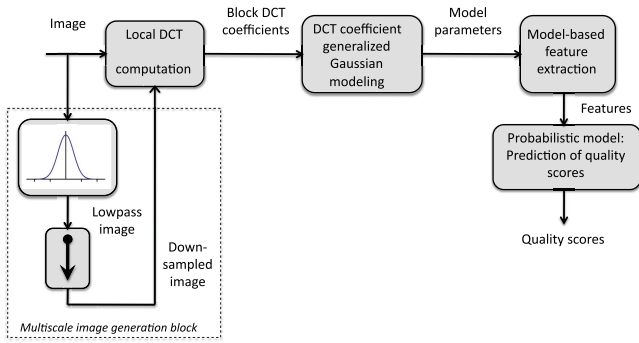 Image
Local DCT
computation
Block DCT
coefficients
DCT coefficient
generalized
Gaussian
modeling
Model
parameters
Model-based
feature
extraction
Features
Probabilistic model:
Prediction of quality
scores
Quality scores
Lowpass
image
Down-
sampled
image
Multiscale image generation block